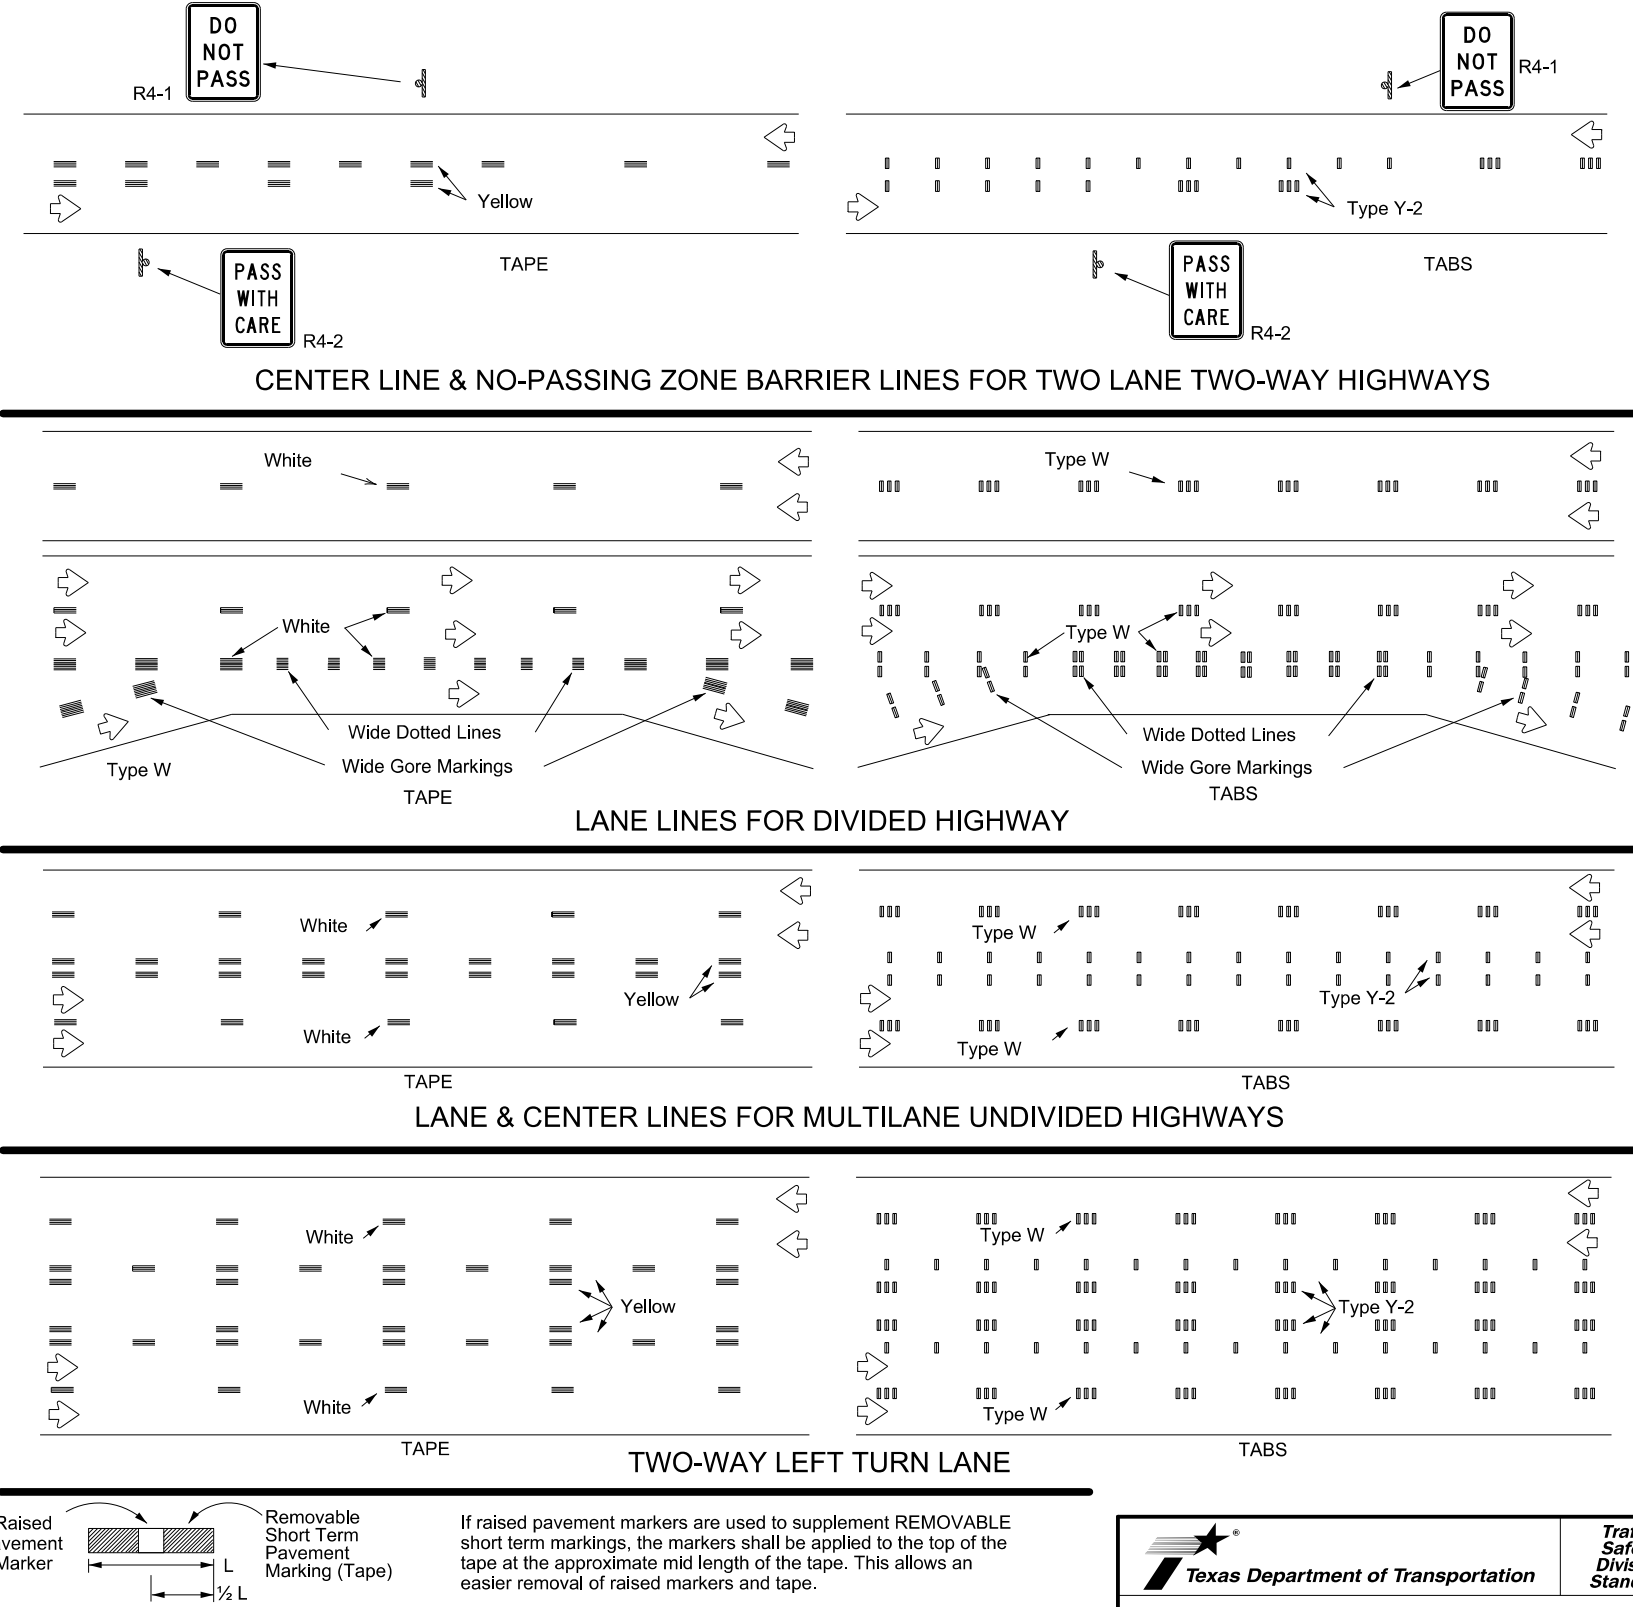 DO
NOT
PASS
R4-1
DO
NOT
PASS
R4-1
Yellow
Type Y-2
PASS
WITH
CARE
R4-2
TAPE
PASS
WITH
CARE
R4-2
TABS
CENTER LINE & NO-PASSING ZONE BARRIER LINES FOR TWO LANE TWO-WAY HIGHWAYS
White
Type W
White
Type W
Wide Dotted Lines
Wide Dotted Lines
Type W
Wide Gore Markings
Wide Gore Markings
TAPE
TABS
LANE LINES FOR DIVIDED HIGHWAY
White
Type W
Yellow
Type Y-2
White
Type W
TAPE
TABS
LANE & CENTER LINES FOR MULTILANE UNDIVIDED HIGHWAYS
White
Type W
Yellow
Type Y-2
White
Type W
TAPE
TABS
TWO-WAY LEFT TURN LANE
Raised
Marker
Removable
Short Term
Pavement
Marking (Tape)
L
½ L
If raised pavement markers are used to supplement REMOVABLE
short term markings, the markers shall be applied to the top of the
tape at the approximate mid length of the tape. This allows an
easier removal of raised markers and tape.
®
Texas Department of Transportation